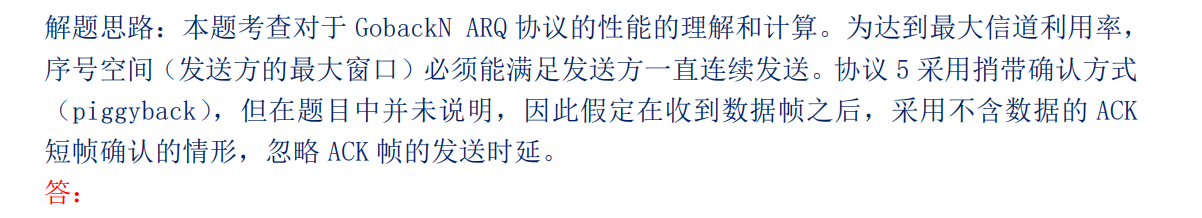 解题思路：本题考查对于 GobackN ARQ 协议的性能的理解和计算。为达到最大信道利用率，
序号空间（发送方的最大窗口）必须能满足发送方一直连续发送。协议 5 采用捎带确认方式
（piggyback），但在题目中并未说明，因此假定在收到数据帧之后，采用不含数据的 ACK
短帧确认的情形，忽略 ACK 帧的发送时延。
答：